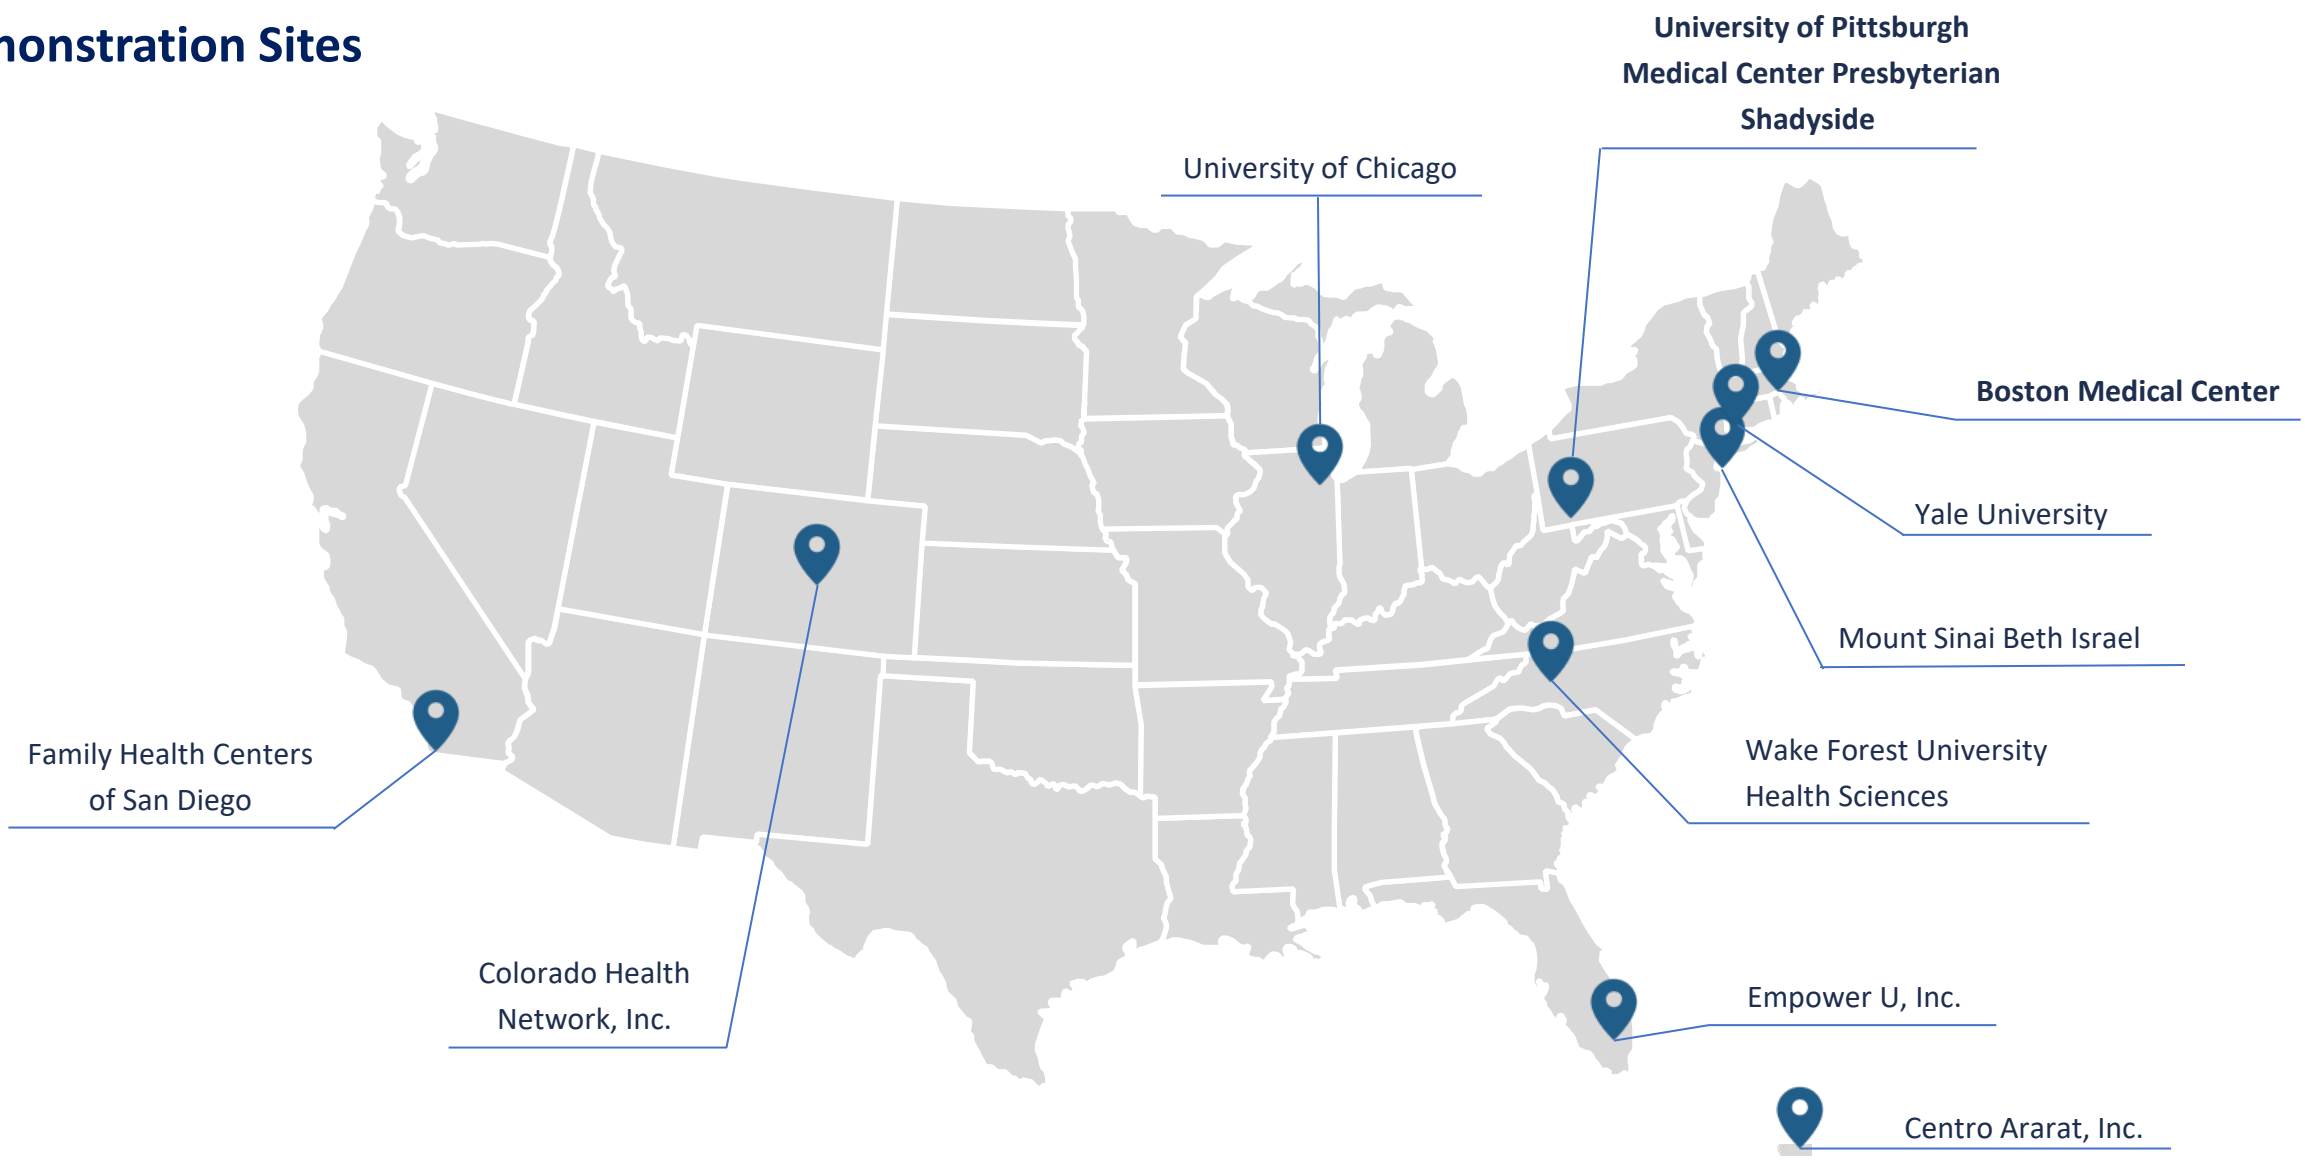 monstration Sites
University of Pittsburgh
Medical Center Presbyterian
Shadyside
University of Chicago
Boston Medical Center
Yale University
Mount Sinai Beth Israel
Wake Forest University
Health Sciences
Family Health Centers
of San Diego
Colorado Health
Network, Inc.
Empower U, Inc.
Centro Ararat, Inc.